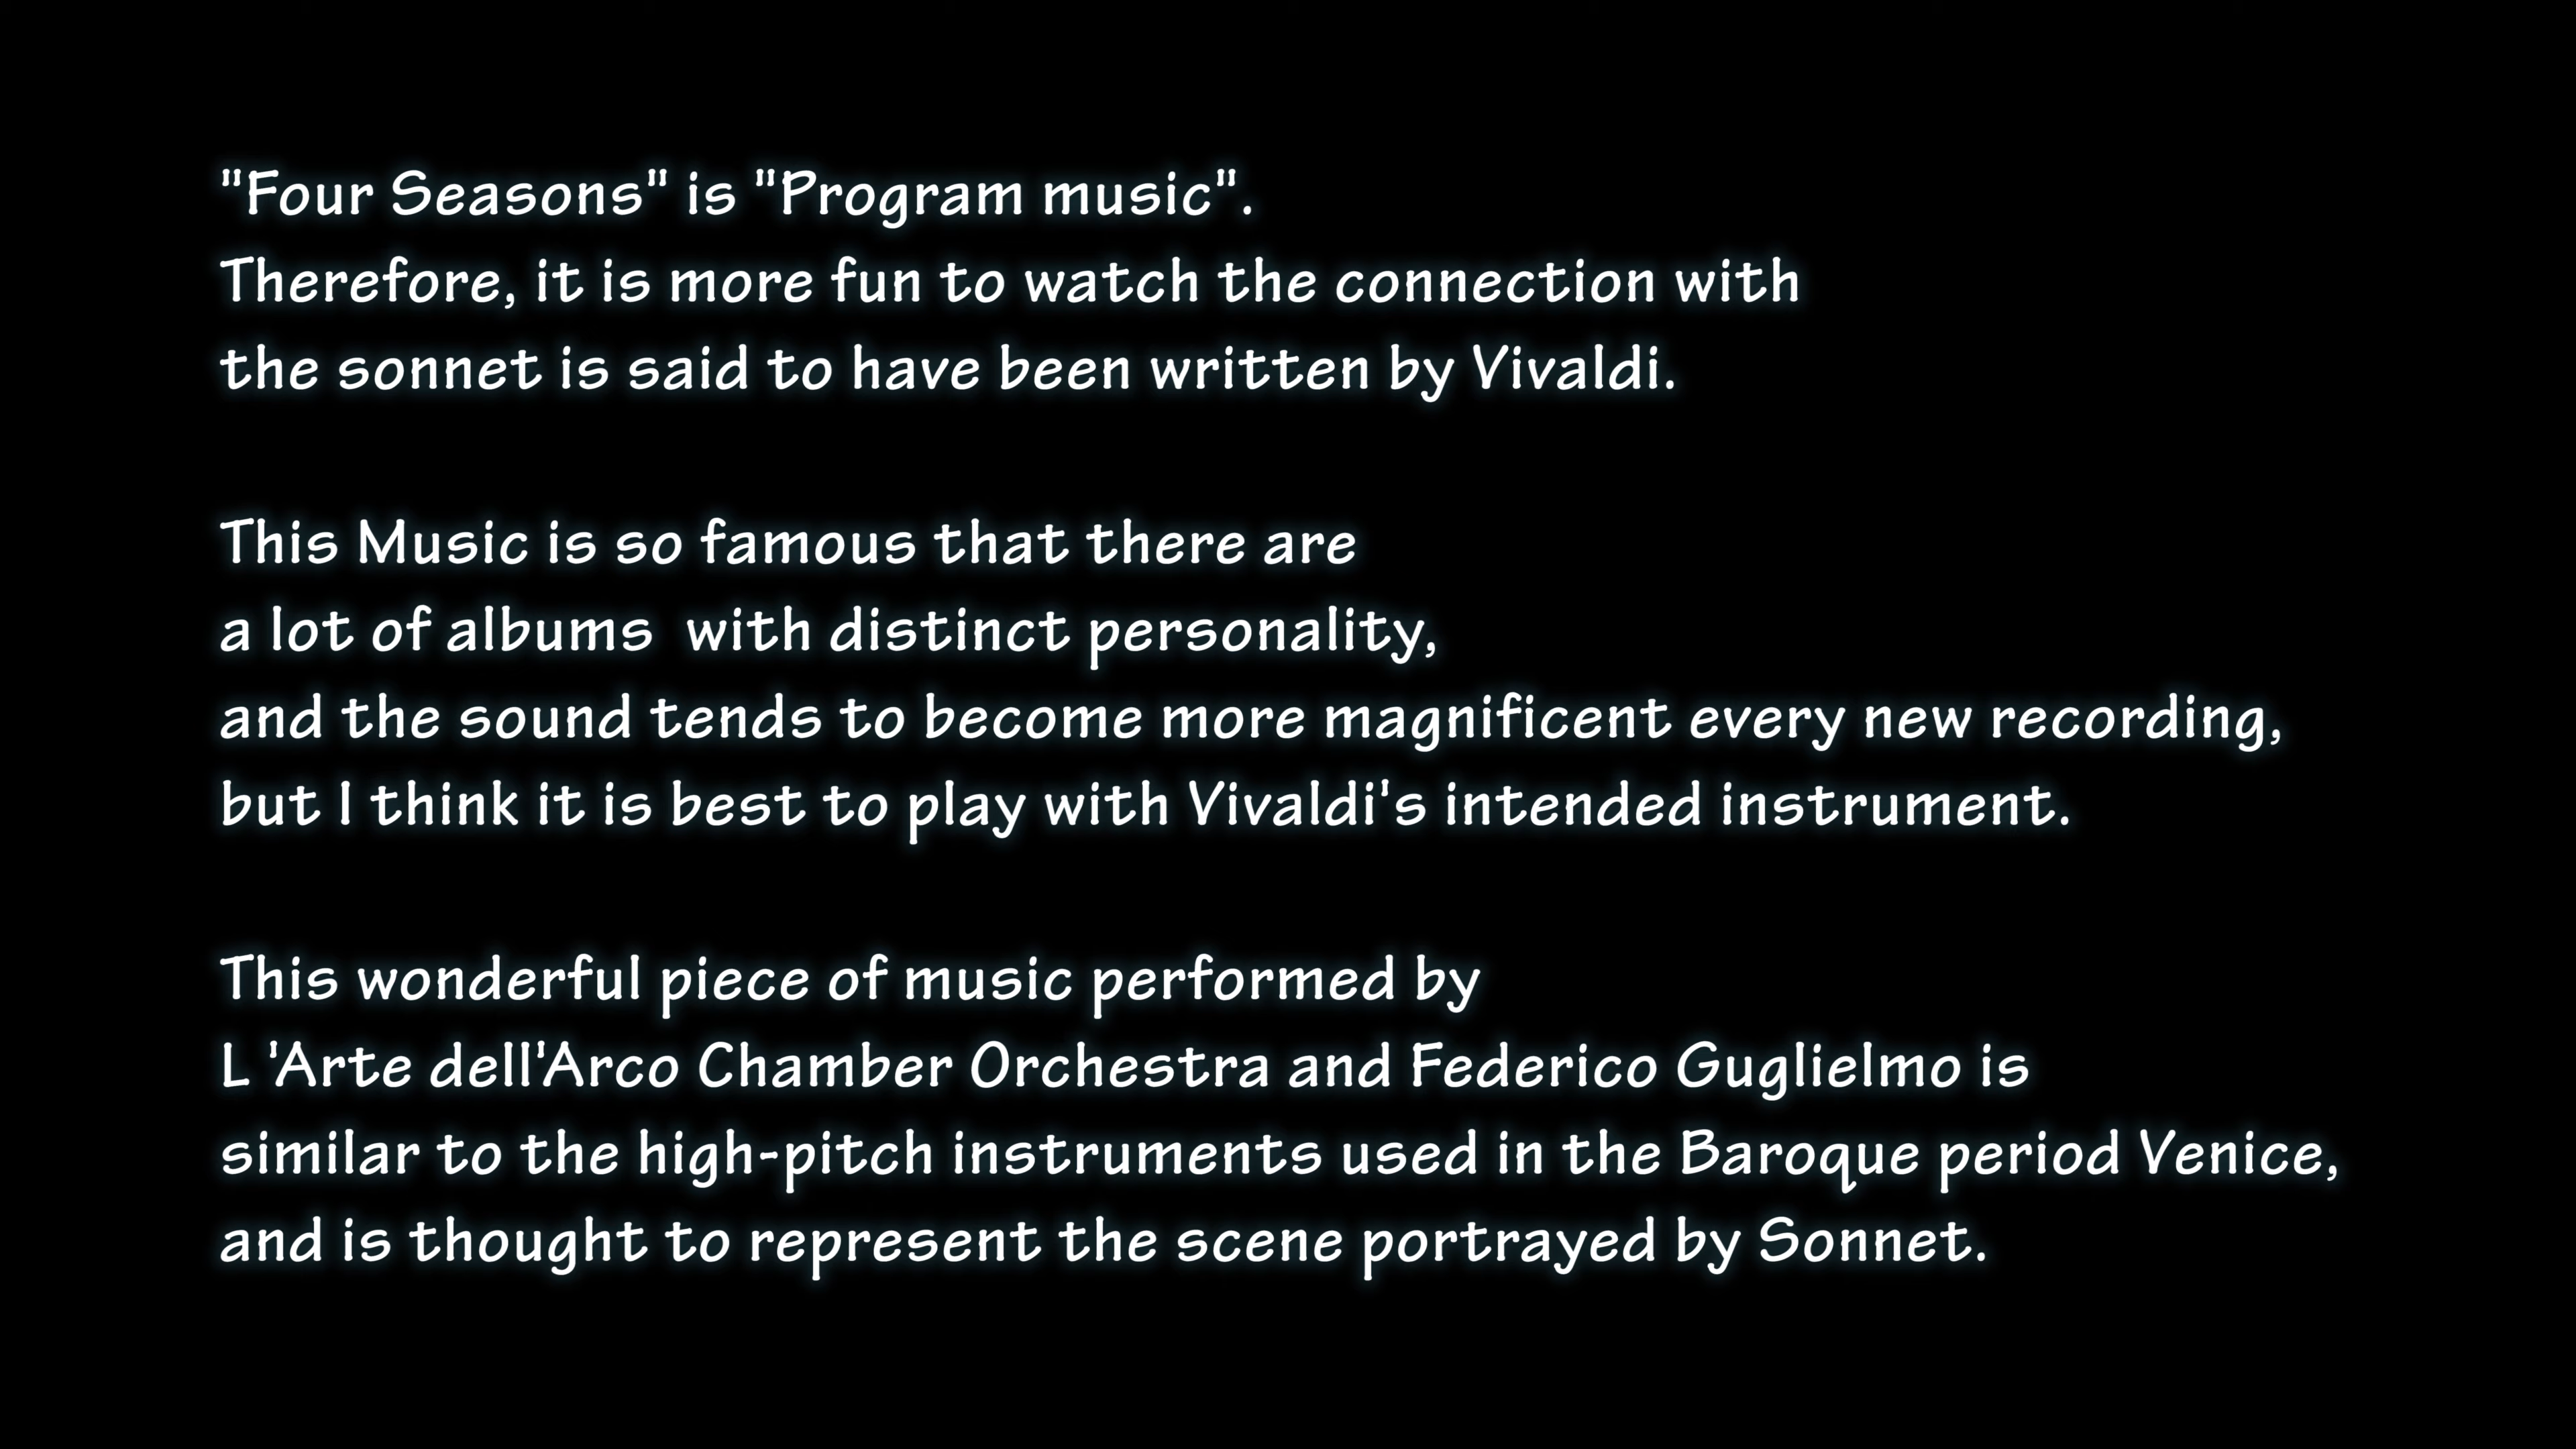 "Four Seasons" is "Program music".
Therefore, it is more fun to watch the connection with
the sonnet is said to have been written by Vivaldi.
This Music is so famous that there are
a lot of albums  with distinct personality,
and the sound tends to become more magnificent every new recording,
but I think it is best to play with Vivaldi's intended instrument.
This wonderful piece of music performed by
L 'Arte dell'Arco Chamber Orchestra and Federico Guglielmo is
similar to the high-pitch instruments used in the Baroque period Venice,
and is thought to represent the scene portrayed by Sonnet.